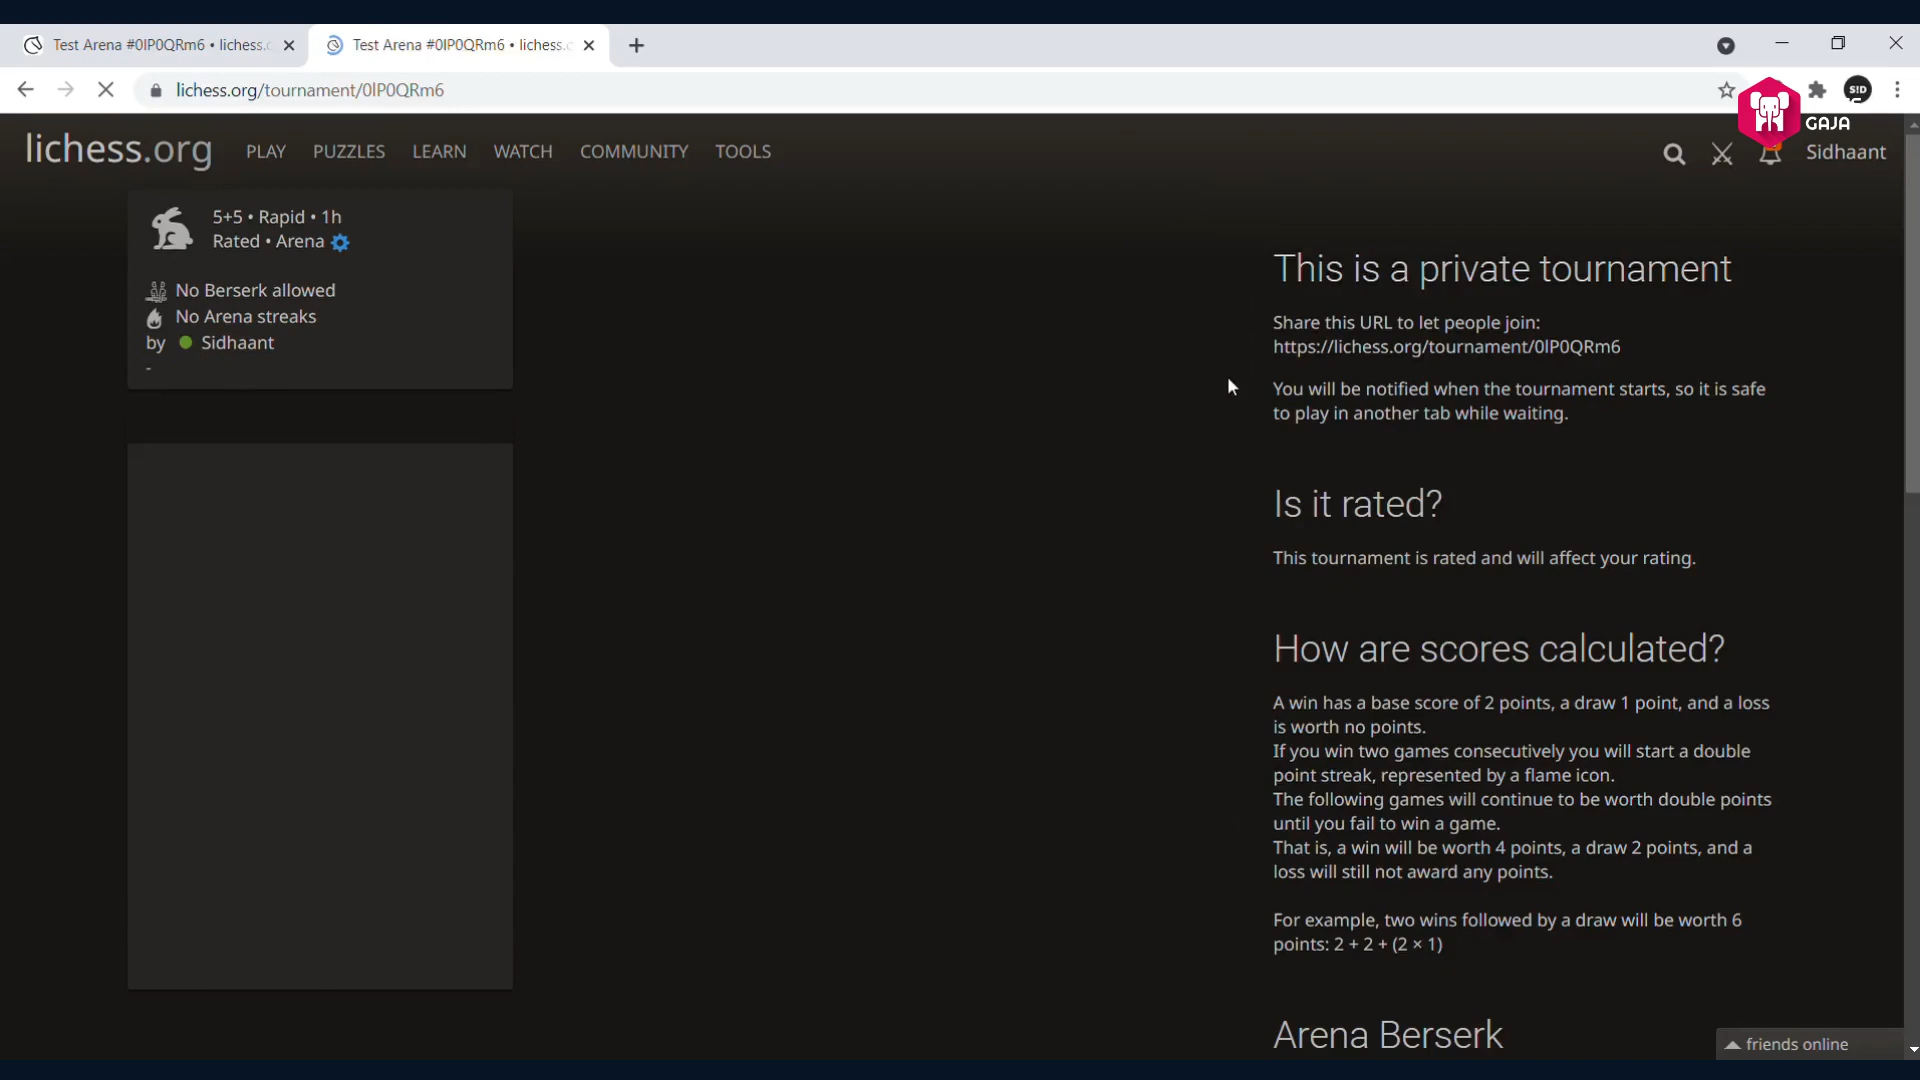 Test Arena #0lP0QRm6 • lichess.
Test Arena #0lP0QRm6 • lichess.
lichess.org/tournament/0lP0QRm6
SID
GAJA
lichess.org
PLAY
PUZZLES
LEARN
WATCH
COMMUNITY
TOOLS
Sidhaant
5+5 • Rapid • 1h
Rated • Arena
No Berserk allowed
No Arena streaks
by Sidhaant
-
This is a private tournament
Share this URL to let people join:
https://lichess.org/tournament/0lP0QRm6
You will be notified when the tournament starts, so it is safe
to play in another tab while waiting.
Is it rated?
This tournament is rated and will affect your rating.
How are scores calculated?
A win has a base score of 2 points, a draw 1 point, and a loss
is worth no points.
If you win two games consecutively you will start a double
point streak, represented by a flame icon.
The following games will continue to be worth double points
until you fail to win a game.
That is, a win will be worth 4 points, a draw 2 points, and a
loss will still not award any points.
For example, two wins followed by a draw will be worth 6
points: 2 + 2 + (2 × 1)
Arena Berserk
friends online